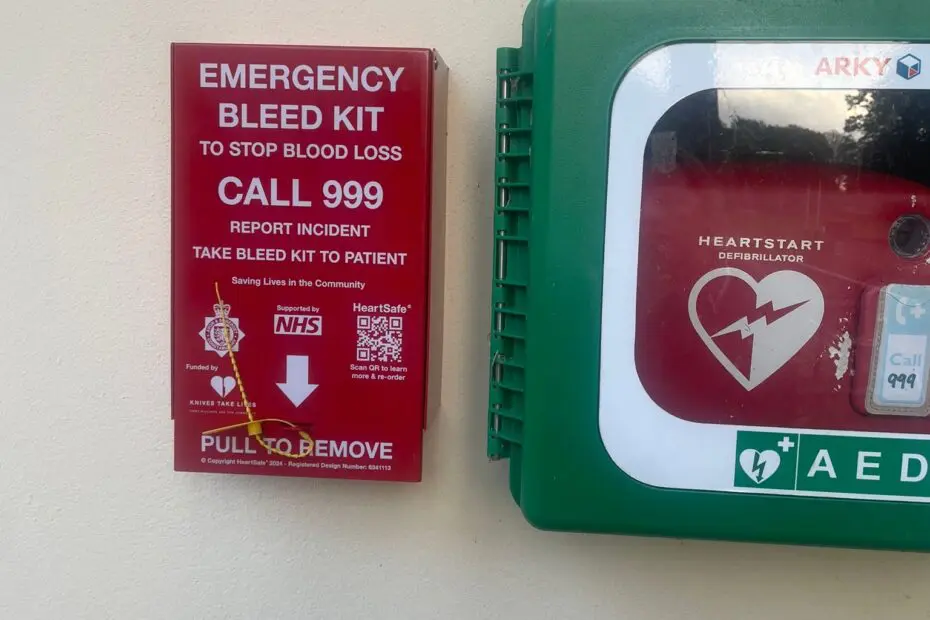 EMERGENCY
BLEED KIT
TO STOP BLOOD LOSS
CALL 999
REPORT INCIDENT
TAKE BLEED KIT TO PATIENT
Saving Lives in the Community
Supported by
NHS
HeartSafe®
Scan QR to learn
more & re-order
Funded by
KNIVES TAKE LIVES
PULL TO REMOVE
© Copyright HeartSafe® 2024 - Registered Design Number: 6341113
ARKY
HEARTSTART
DEFIBRILLATOR
Call
999
AED